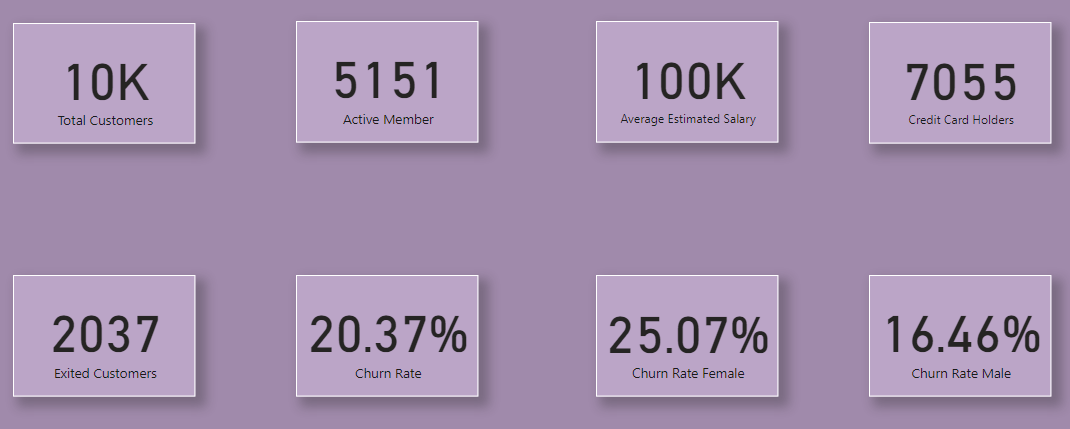 10K
Total Customers
5151
Active Member
100K
Average Estimated Salary
7055
Credit Card Holders
2037
Exited Customers
20.37%
Churn Rate
25.07%
Churn Rate Female
16.46%
Churn Rate Male